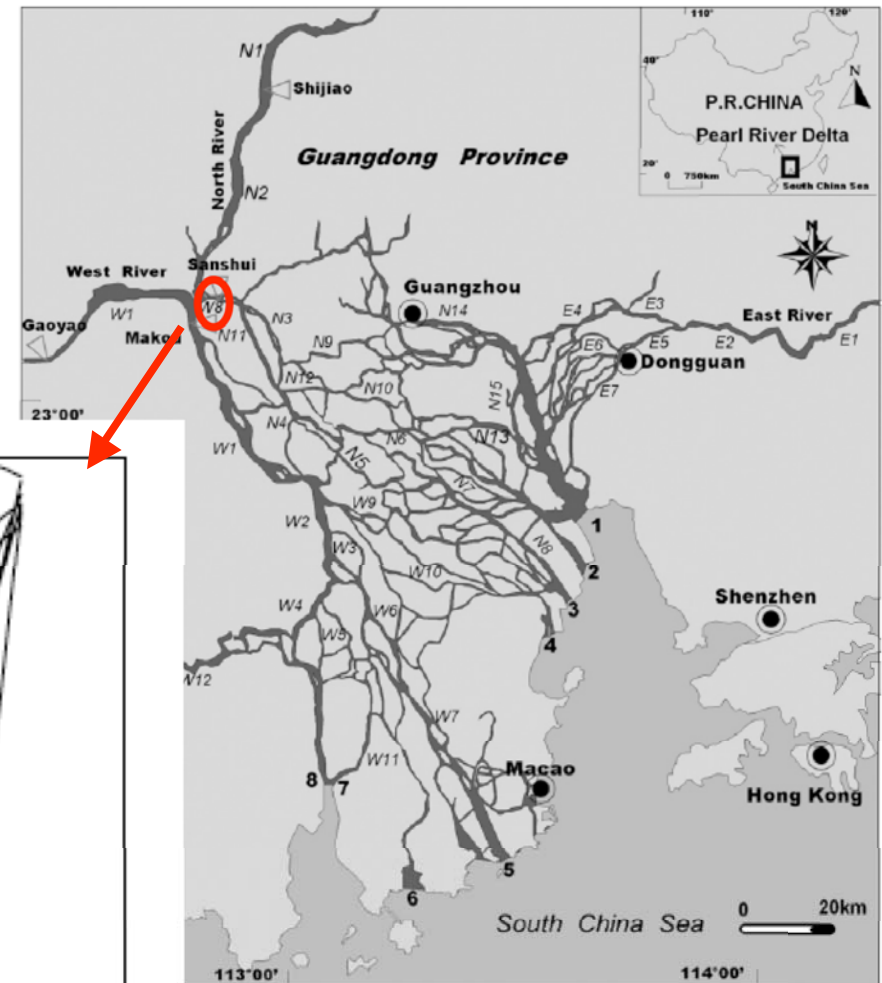 N1
Shijiao
North River
Guangdong Province
N2
110°
120°
40°
N
P.R.CHINA
Pearl River Delta
20°
0 750km
South China Sea
N
Sanshui
West River
W8
W1
Gaoyao
Makou
N11
N3
Guangzhou
N14
E4
E3
East River
E1
E2
E5
E6
Dongguan
E7
N9
N12
N10
N15
23°00'
N4
W1
N5
N6
N13
N7
W9
W2
W3
W10
N8
1
2
3
4
Shenzhen
W4
W5
W6
W12
W7
W11
8
7
Macao
Hong Kong
5
6
South China Sea
0 20km
113°00'
114°00'